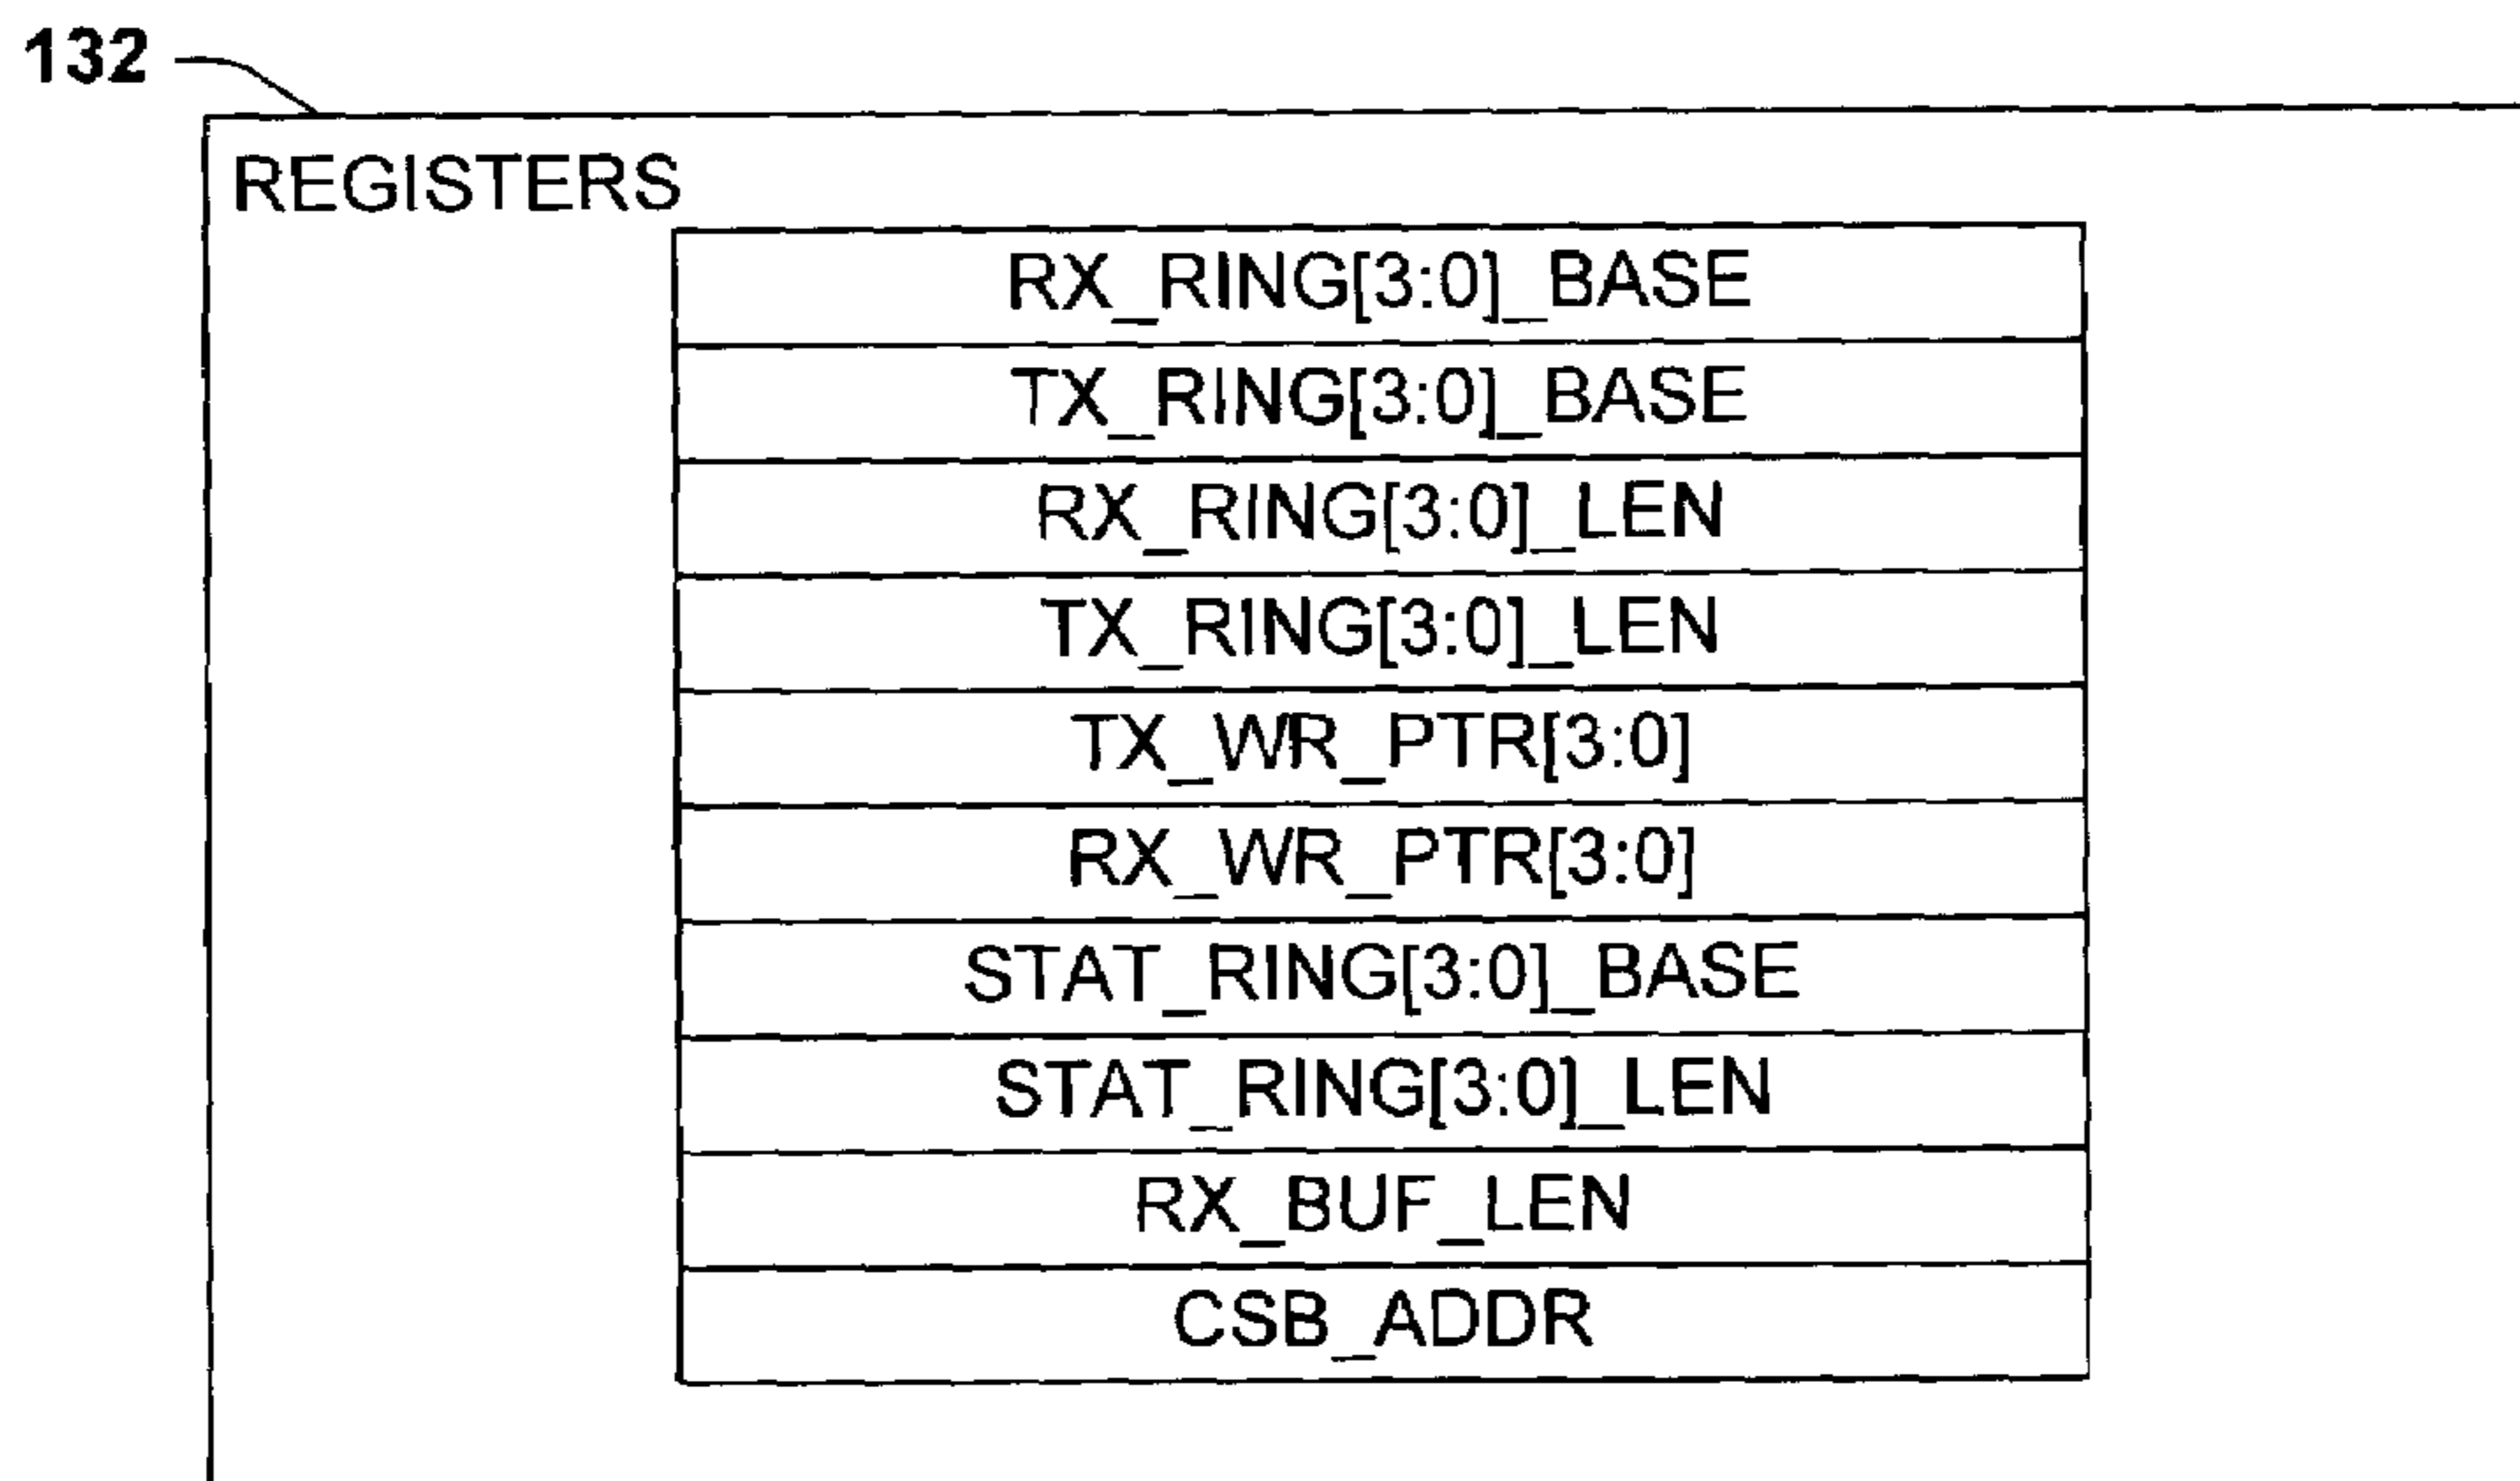 132
REGISTERS
RX_RING[3:0]_BASE
TX_RING[3:0]_BASE
RX_RING[3:0]_LEN
TX_RING[3:0]_LEN
TX_WR_PTR[3:0]
RX_WR_PTR[3:0]
STAT_RING[3:0]_BASE
STAT_RING[3:0]_LEN
RX_BUF_LEN
CSB_ADDR